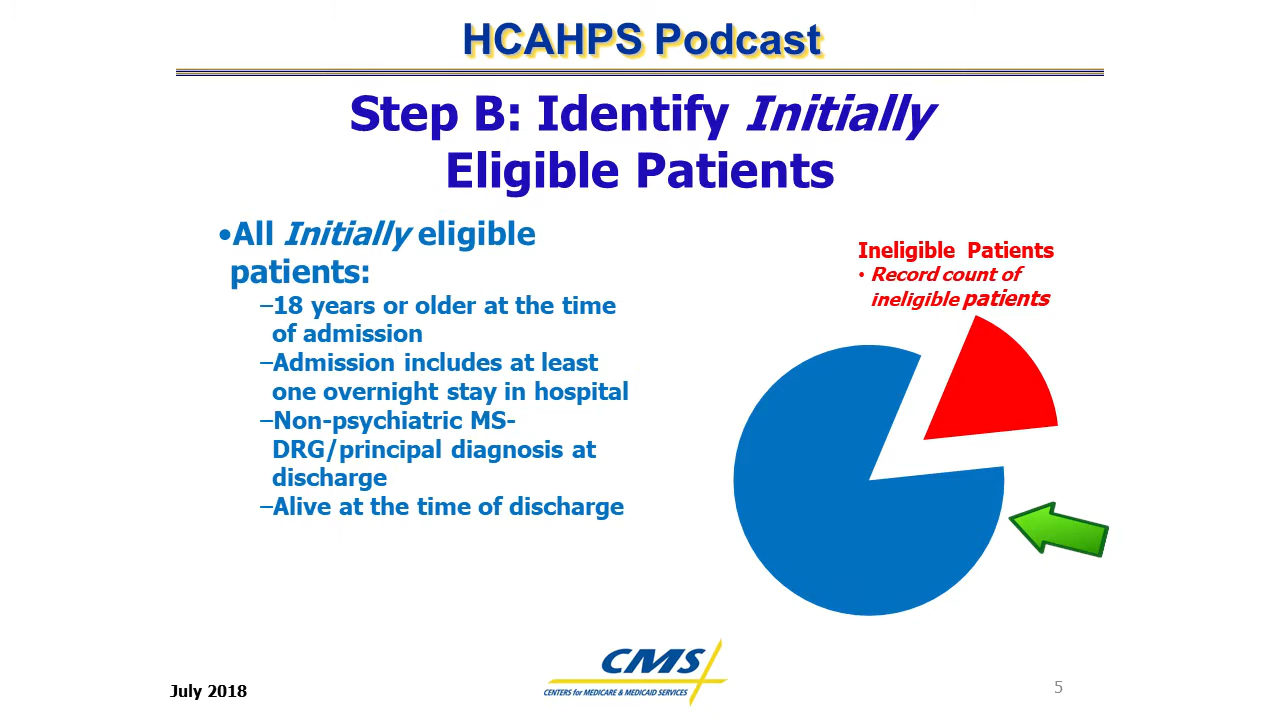 HCAHPS Podcast
Step B: Identify Initially
Eligible Patients
•All Initially eligible
patients:
–18 years or older at the time
of admission
–Admission includes at least
one overnight stay in hospital
–Non-psychiatric MS-
DRG/principal diagnosis at
discharge
–Alive at the time of discharge
Ineligible Patients
• Record count of
ineligible patients
CMS
CENTERS for MEDICARE & MEDICAID SERVICES
July 2018
5